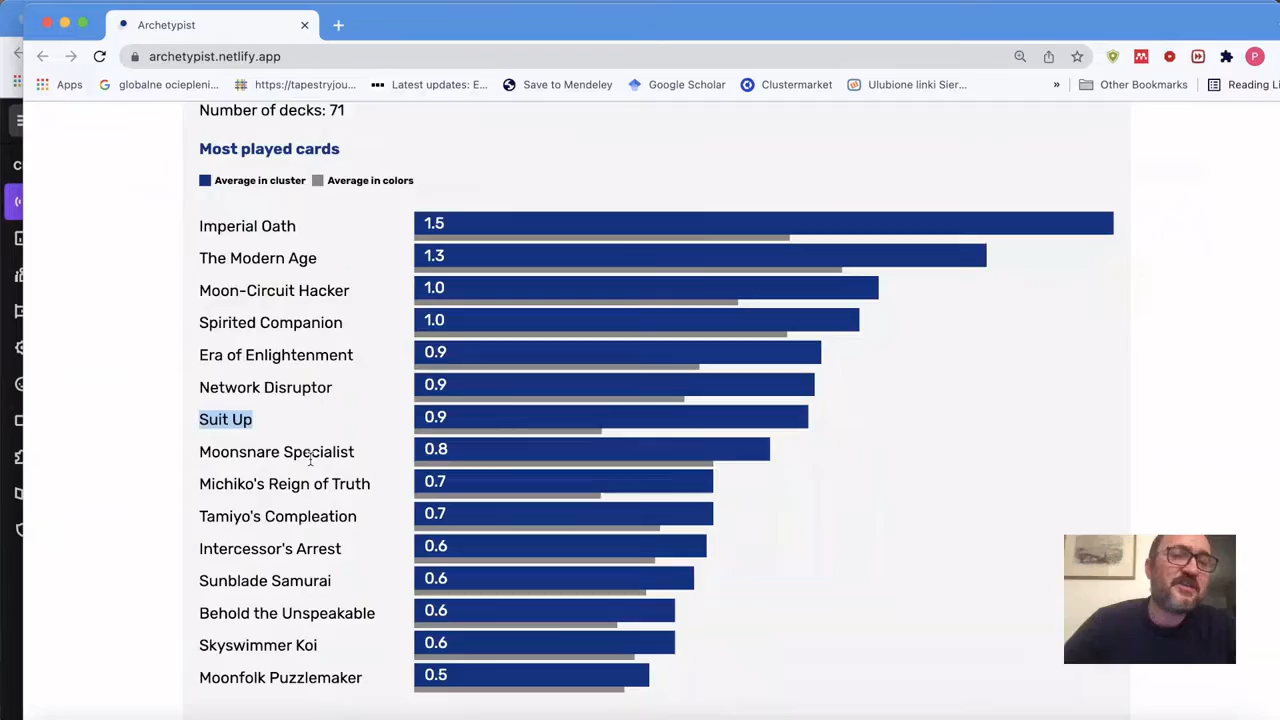 Archetypist
archetypist.netlify.app
P
Apps
globalne ociepleni...
https://tapestryjou...
Latest updates: E...
Save to Mendeley
Google Scholar
Clustermarket
Ulubione linki Sier...
»
Other Bookmarks
Reading Li
Number of decks: 71
Most played cards
Average in cluster
Average in colors
Imperial Oath 1.5
The Modern Age 1.3
Moon-Circuit Hacker 1.0
Spirited Companion 1.0
Era of Enlightenment 0.9
Network Disruptor 0.9
Suit Up 0.9
Moonsnare Specialist 0.8
Michiko's Reign of Truth 0.7
Tamiyo's Compleation 0.7
Intercessor's Arrest 0.6
Sunblade Samurai 0.6
Behold the Unspeakable 0.6
Skyswimmer Koi 0.6
Moonfolk Puzzlemaker 0.5